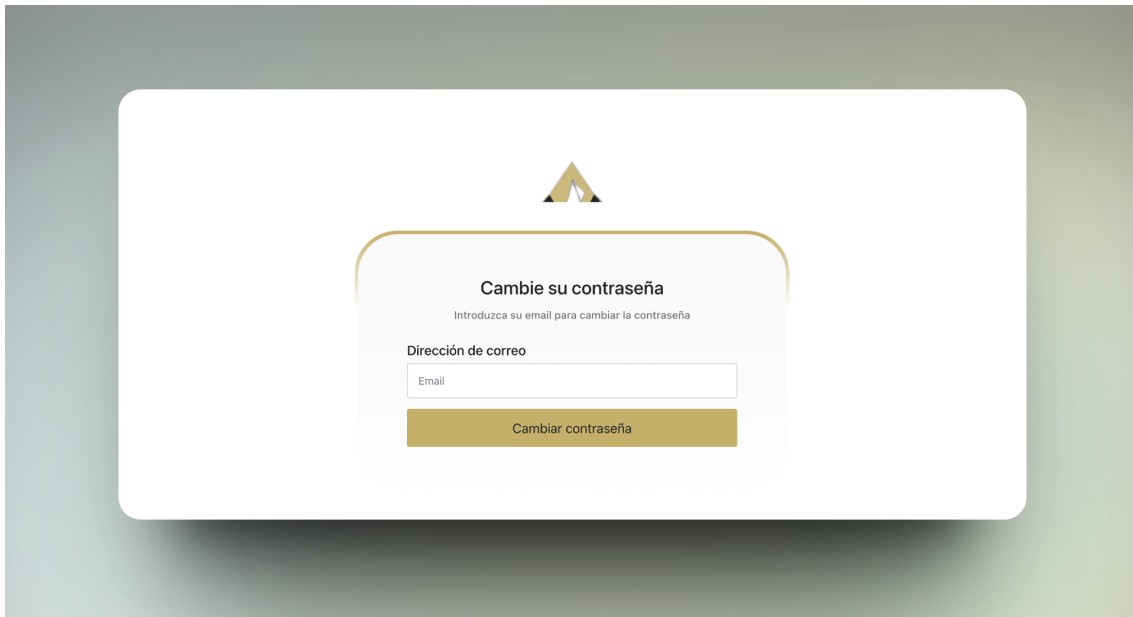 Cambie su contraseña
Introduzca su email para cambiar la contraseña
Dirección de correo
Email
Cambiar contraseña